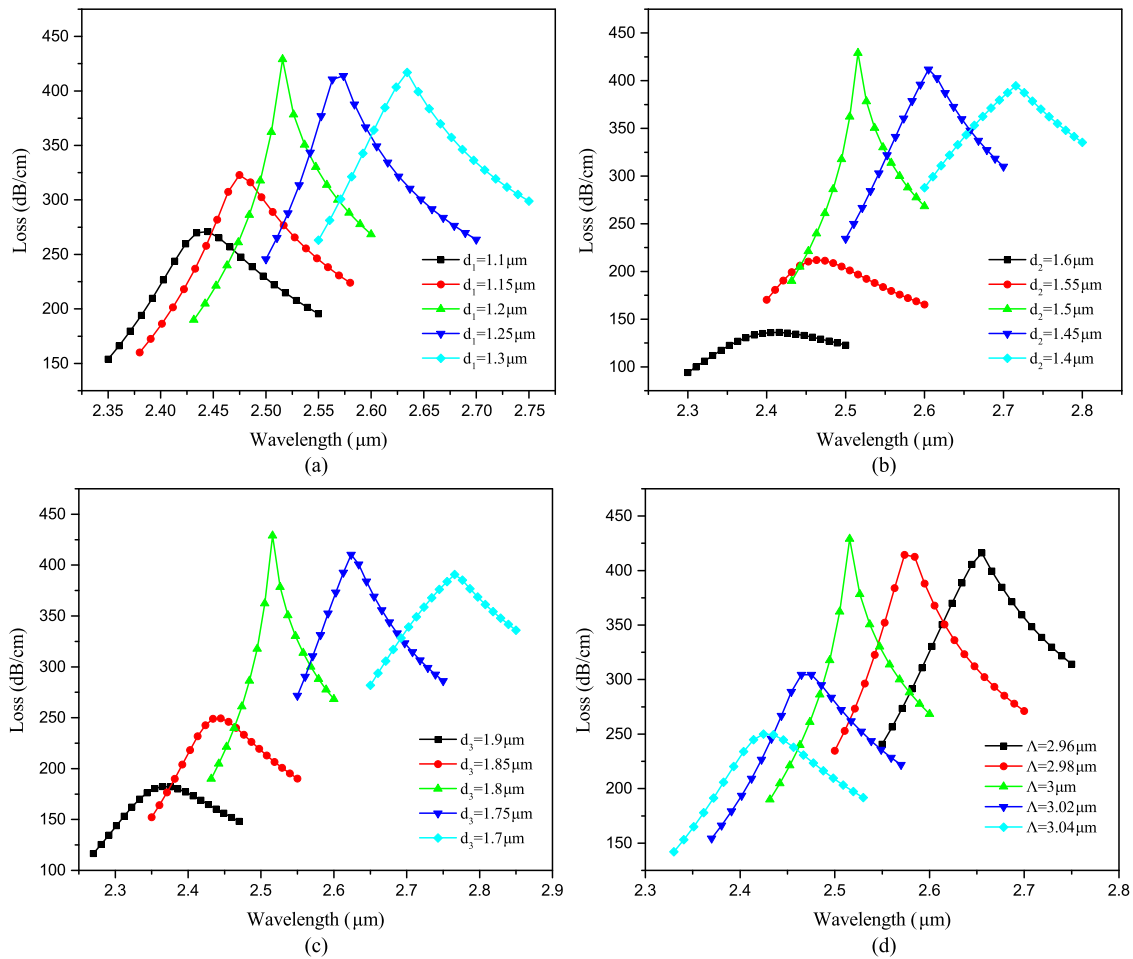 450
400
350
300
250
200
150
Loss (dB/cm)
d₁=1.1μm
d₁=1.15μm
d₁=1.2μm
d₁=1.25μm
d₁=1.3μm
2.35 2.40 2.45 2.50 2.55 2.60 2.65 2.70 2.75
Wavelength (μm)
(a)
450
400
350
300
250
200
150
100
Loss (dB/cm)
d₂=1.6μm
d₂=1.55μm
d₂=1.5μm
d₂=1.45μm
d₂=1.4μm
2.3 2.4 2.5 2.6 2.7 2.8
Wavelength (μm)
(b)
450
400
350
300
250
200
150
100
Loss (dB/cm)
d₃=1.9μm
d₃=1.85μm
d₃=1.8μm
d₃=1.75μm
d₃=1.7μm
2.3 2.4 2.5 2.6 2.7 2.8 2.9
Wavelength (μm)
(c)
450
400
350
300
250
200
150
Loss (dB/cm)
Λ=2.96μm
Λ=2.98μm
Λ=3μm
Λ=3.02μm
Λ=3.04μm
2.3 2.4 2.5 2.6 2.7 2.8
Wavelength (μm)
(d)